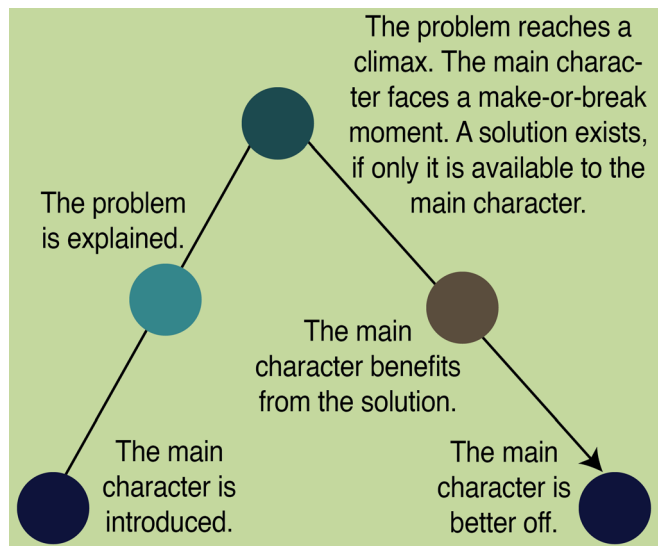 The problem reaches a
climax. The main charac-
ter faces a make-or-break
moment. A solution exists,
if only it is available to the
main character.
The problem
is explained.
The main
character benefits
from the solution.
The main
character is
introduced.
The main
character is
better off.